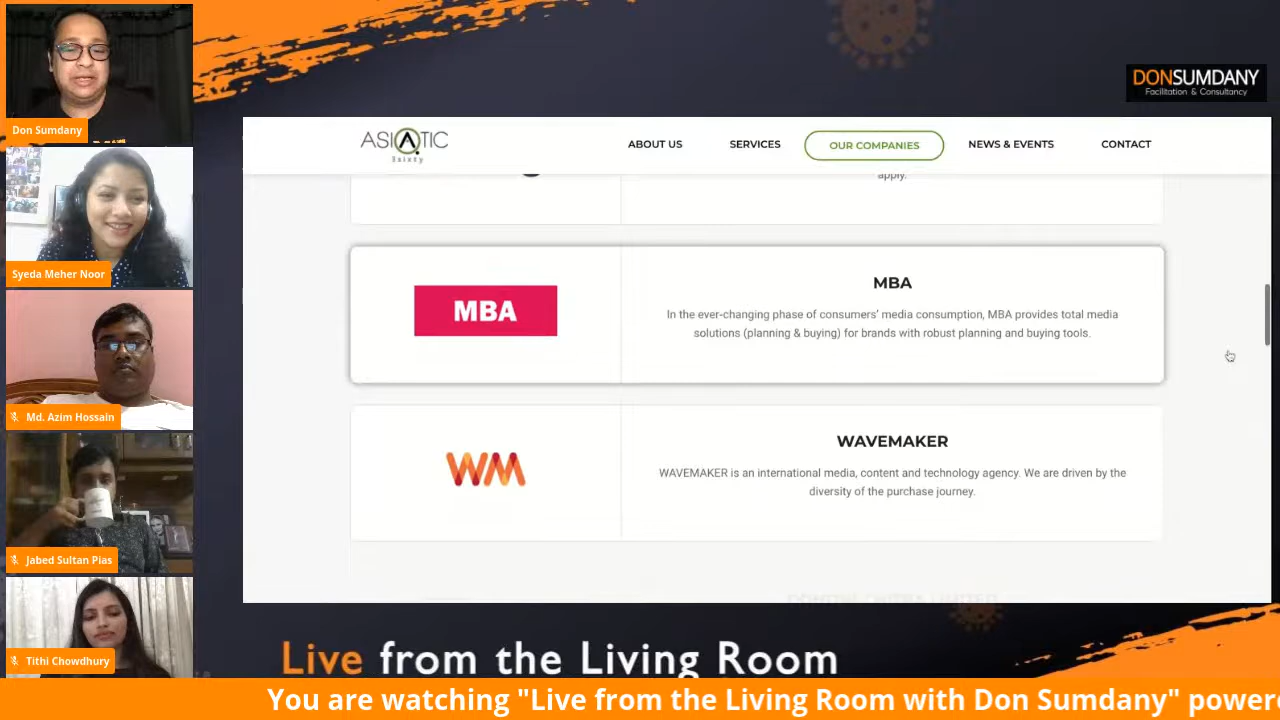 Don Sumdany
Syeda Meher Noor
Md. Azim Hossain
Jabed Sultan Pias
Tithi Chowdhury
DONSUMDANY
Facilitation & Consultancy
ASIATIC
ABOUT US
SERVICES
OUR COMPANIES
NEWS & EVENTS
CONTACT
apply.
MBA
MBA
In the ever-changing phase of consumers' media consumption, MBA provides total media
solutions (planning & buying) for brands with robust planning and buying tools.
WM
WAVEMAKER
WAVEMAKER is an international media, content and technology agency. We are driven by the
diversity of the purchase journey.
Live from the Living Room
You are watching "Live from the Living Room with Don Sumdany" power